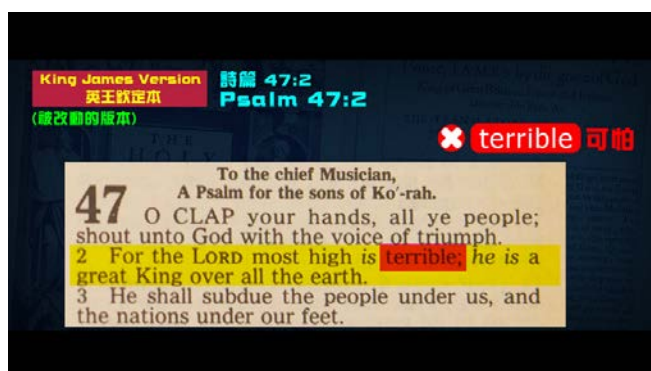 King James Version
英王欽定本
(被改動的版本)
詩篇 47:2
Psalm 47:2
terrible 可怕
To the chief Musician,
A Psalm for the sons of Ko′-rah.
47 O CLAP your hands, all ye people;
shout unto God with the voice of triumph.
2 For the LORD most high is terrible; he is a
great King over all the earth.
3 He shall subdue the people under us, and
the nations under our feet.